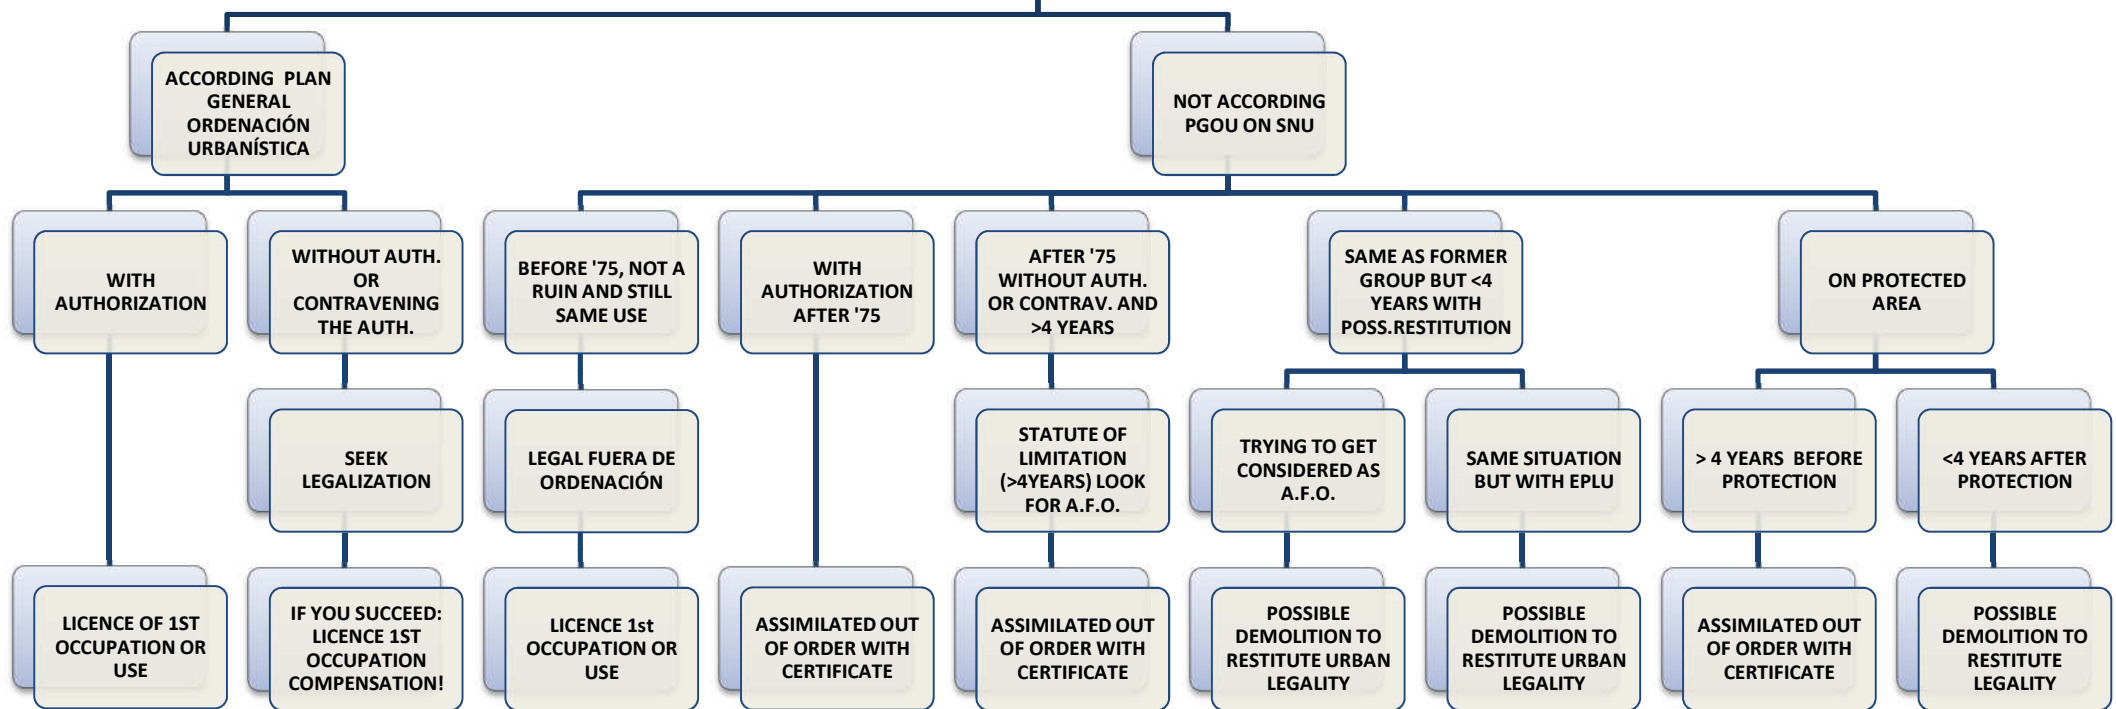 ACCORDING PLAN
GENERAL
ORDENACIÓN
URBANÍSTICA
NOT ACCORDING
PGOU ON SNU
WITH
AUTHORIZATION
WITHOUT AUTH.
OR
CONTRAVENING
THE AUTH.
BEFORE '75, NOT A
RUIN AND STILL
SAME USE
WITH
AUTHORIZATION
AFTER '75
AFTER '75
WITHOUT AUTH.
OR CONTRAV. AND
>4 YEARS
SAME AS FORMER
GROUP BUT <4
YEARS WITH
POSS.RESTITUTION
ON PROTECTED
AREA
SEEK
LEGALIZATION
LEGAL FUERA DE
ORDENACIÓN
STATUTE OF
LIMITATION
(>4YEARS) LOOK
FOR A.F.O.
TRYING TO GET
CONSIDERED AS
A.F.O.
SAME SITUATION
BUT WITH EPLU
> 4 YEARS BEFORE
PROTECTION
<4 YEARS AFTER
PROTECTION
LICENCE OF 1ST
OCCUPATION OR
USE
IF YOU SUCCEED:
LICENCE 1ST
OCCUPATION
COMPENSATION!
LICENCE 1st
OCCUPATION OR
USE
ASSIMILATED OUT
OF ORDER WITH
CERTIFICATE
ASSIMILATED OUT
OF ORDER WITH
CERTIFICATE
POSSIBLE
DEMOLITION TO
RESTITUTE URBAN
LEGALITY
POSSIBLE
DEMOLITION TO
RESTITUTE URBAN
LEGALITY
ASSIMILATED OUT
OF ORDER WITH
CERTIFICATE
POSSIBLE
DEMOLITION TO
RESTITUTE
LEGALITY